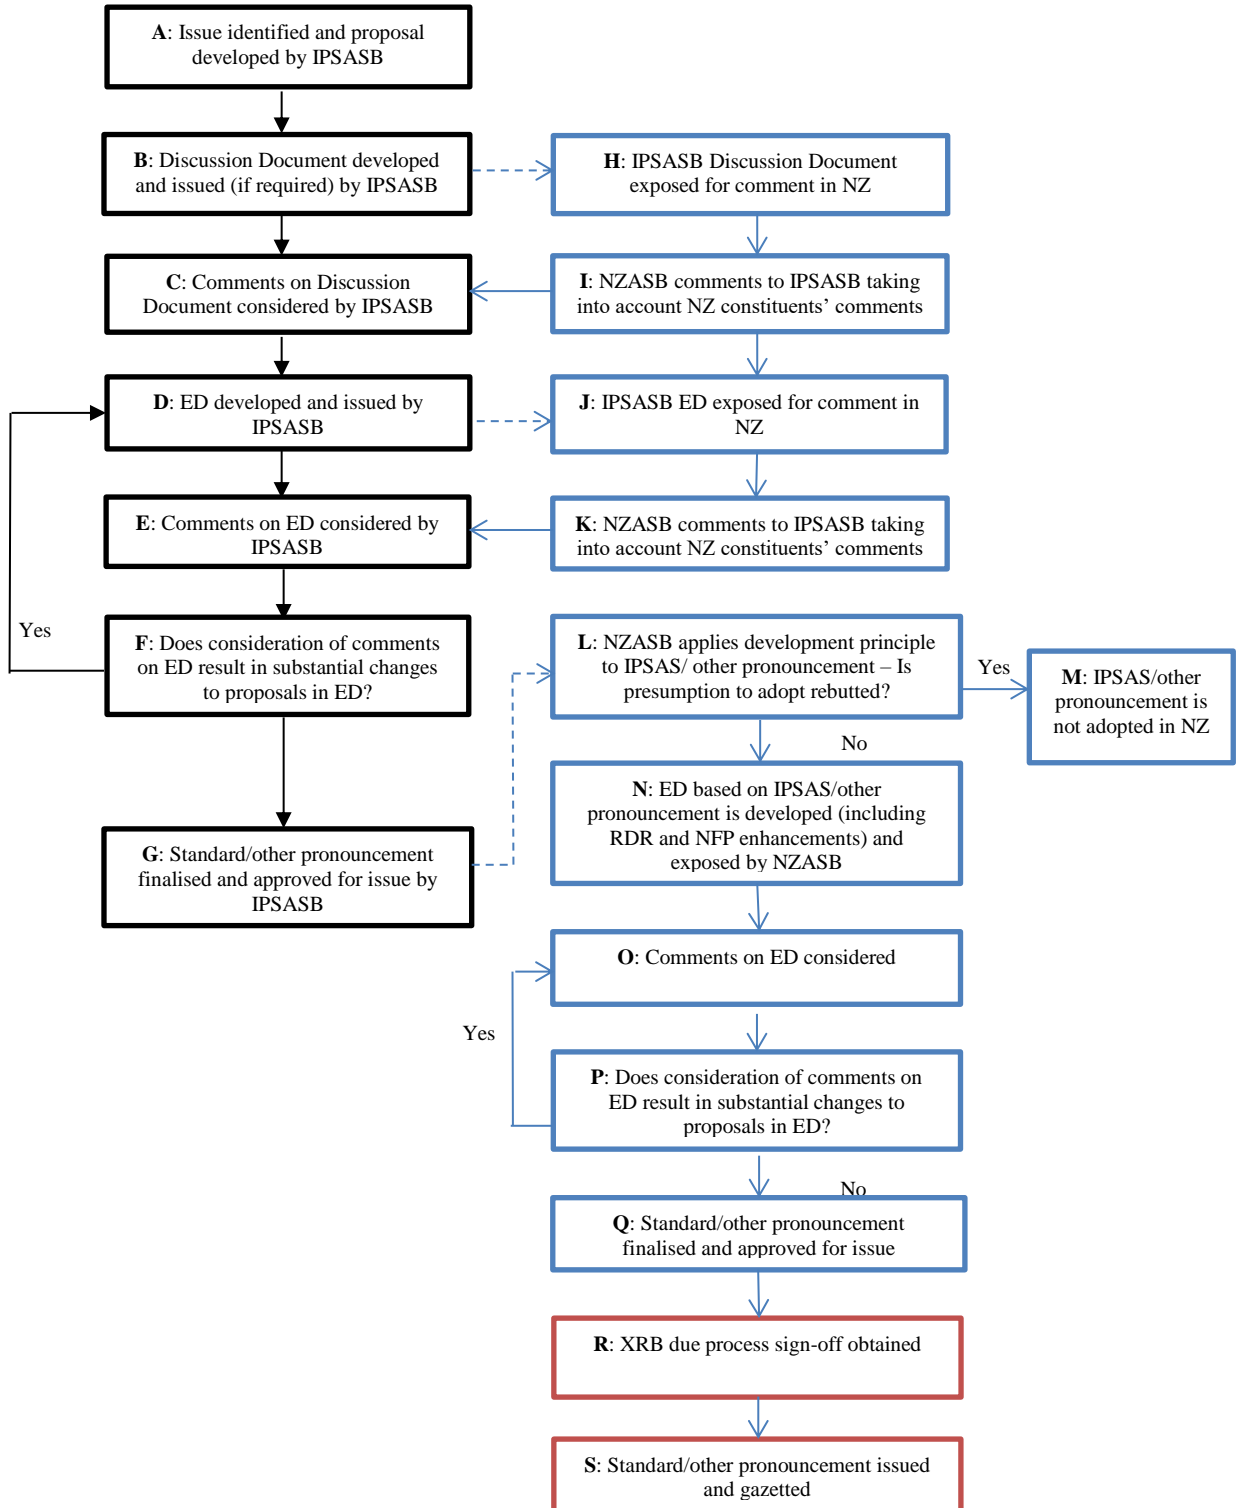 A: Issue identified and proposal
developed by IPSASB
B: Discussion Document developed
and issued (if required) by IPSASB
H: IPSASB Discussion Document
exposed for comment in NZ
C: Comments on Discussion
Document considered by IPSASB
I: NZASB comments to IPSASB taking
into account NZ constituents’ comments
D: ED developed and issued by
IPSASB
J: IPSASB ED exposed for comment in
NZ
E: Comments on ED considered by
IPSASB
K: NZASB comments to IPSASB taking
into account NZ constituents’ comments
Yes
F: Does consideration of comments
on ED result in substantial changes
to proposals in ED?
L: NZASB applies development principle
to IPSAS/ other pronouncement – Is
presumption to adopt rebutted?
Yes
M: IPSAS/other
pronouncement is
not adopted in NZ
No
N: ED based on IPSAS/other
pronouncement is developed (including
RDR and NFP enhancements) and
exposed by NZASB
G: Standard/other pronouncement
finalised and approved for issue by
IPSASB
O: Comments on ED considered
Yes
P: Does consideration of comments on
ED result in substantial changes to
proposals in ED?
No
Q: Standard/other pronouncement
finalised and approved for issue
R: XRB due process sign-off obtained
S: Standard/other pronouncement issued
and gazetted